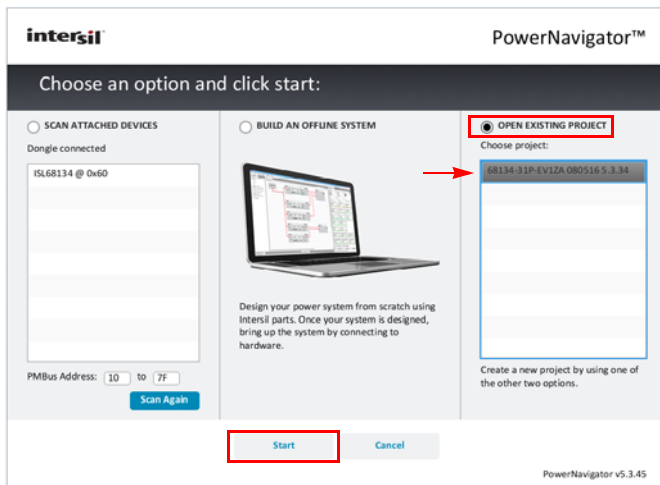 intersil
PowerNavigator™
Choose an option and click start:
SCAN ATTACHED DEVICES
Dongle connected
ISL68134 @ 0x60
PMBus Address: 10 to 7F
Scan Again
BUILD AN OFFLINE SYSTEM
Design your power system from scratch using
Intersil parts. Once your system is designed,
bring up the system by connecting to
hardware.
OPEN EXISTING PROJECT
Choose project:
68134-31P-EV1ZA 080516 5.3.34
Create a new project by using one of
the other two options.
Start
Cancel
PowerNavigator v5.3.45